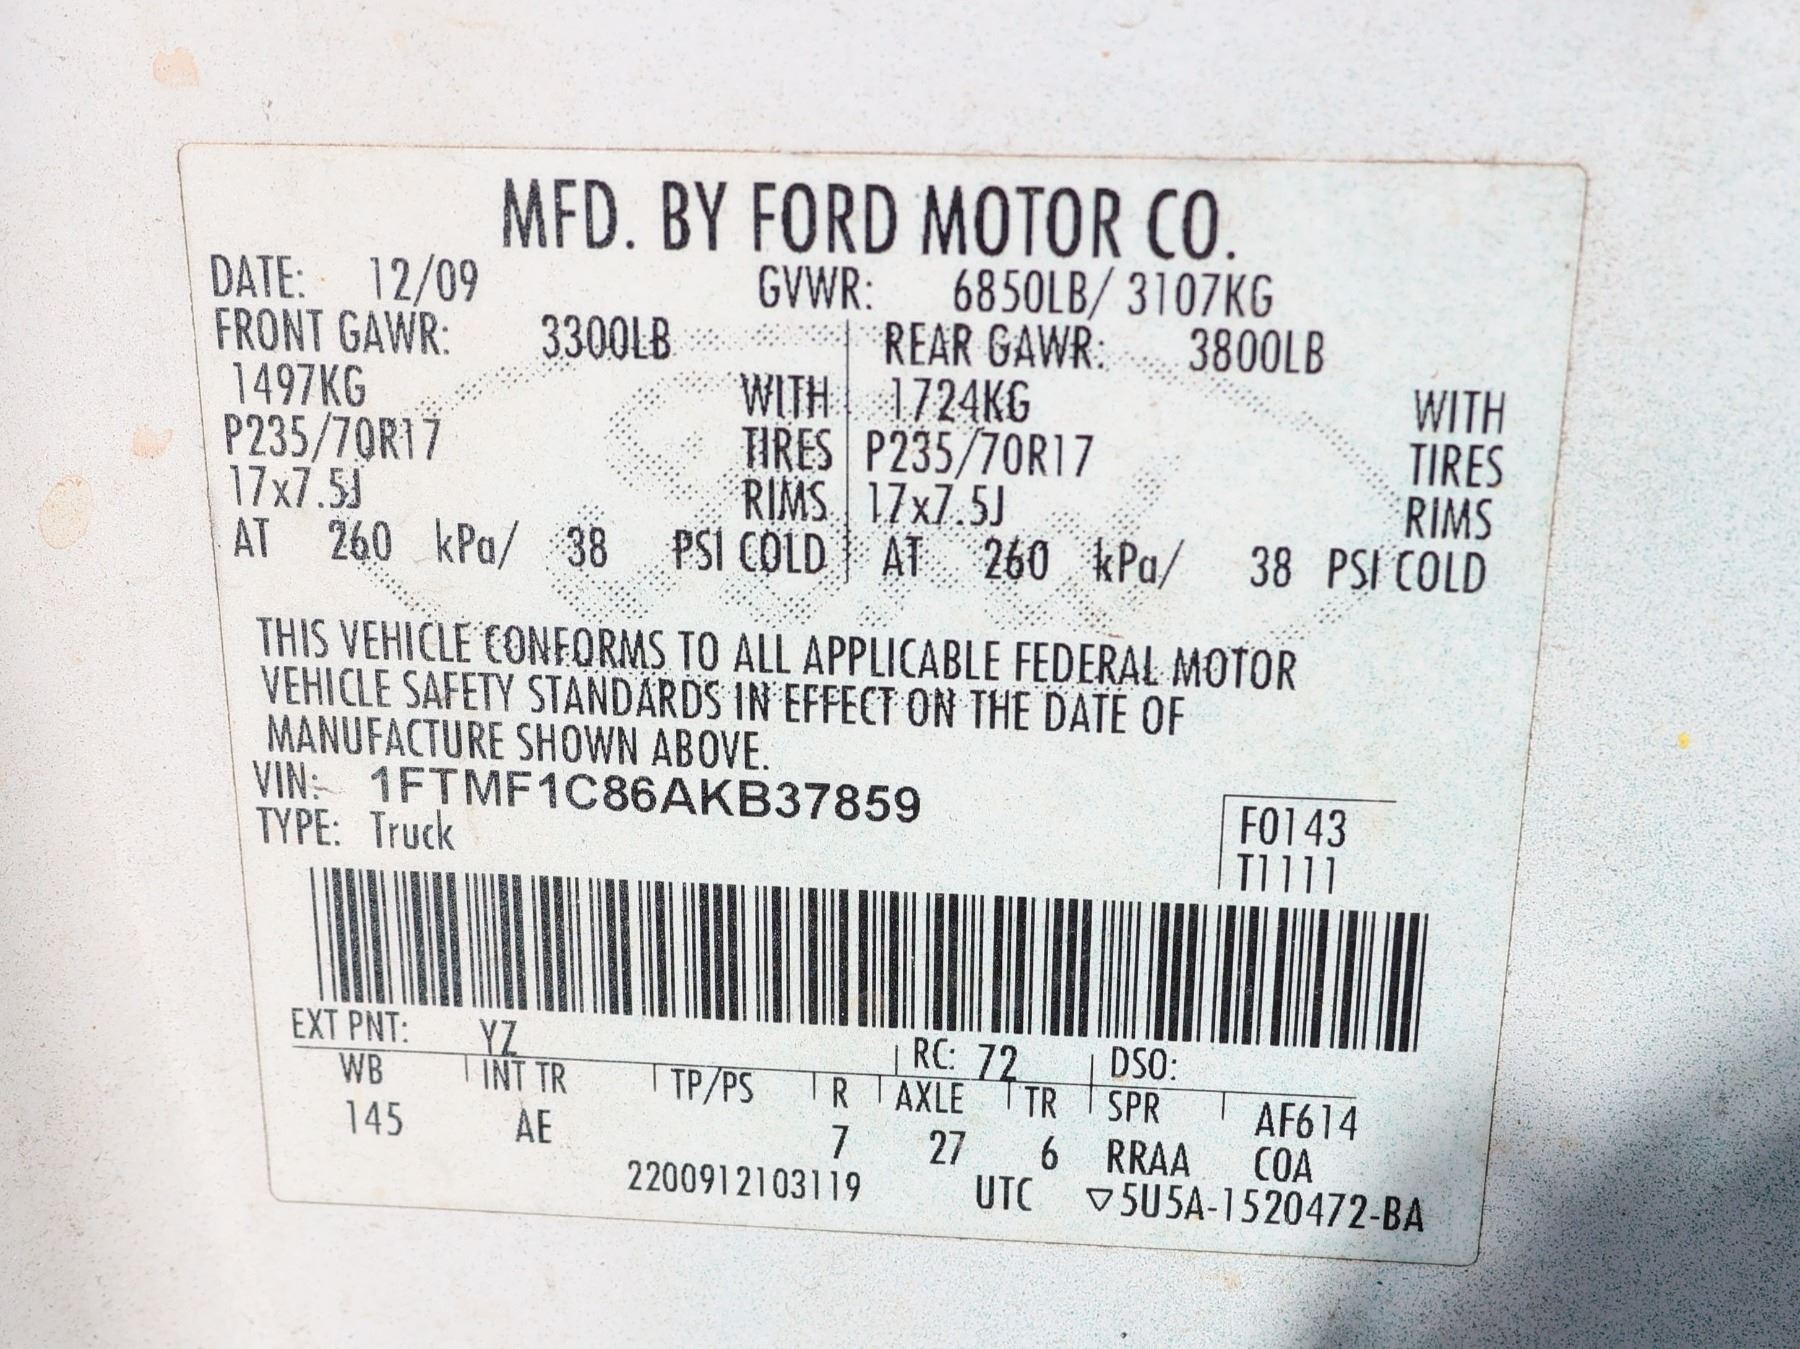 MFD. BY FORD MOTOR CO.
DATE: 12/09 GVWR: 6850LB/ 3107KG
FRONT GAWR: 3300LB REAR GAWR: 3800LB
1497KG WITH 1724KG WITH
P235/70R17 TIRES P235/70R17 TIRES
17x7.5J RIMS 17x7.5J RIMS
AT 260 kPa/ 38 PSI COLD AT 260 kPa/ 38 PSI COLD
THIS VEHICLE CONFORMS TO ALL APPLICABLE FEDERAL MOTOR
VEHICLE SAFETY STANDARDS IN EFFECT ON THE DATE OF
MANUFACTURE SHOWN ABOVE.
VIN: 1FTMF1C86AKB37859
TYPE: Truck F0143
T1111
EXT PNT: YZ RC: 72 DSO:
WB INT TR TP/PS R AXLE TR SPR AF614
145 AE 7 27 6 RRAA COA
2200912103119 UTC ▽5U5A-1520472-BA